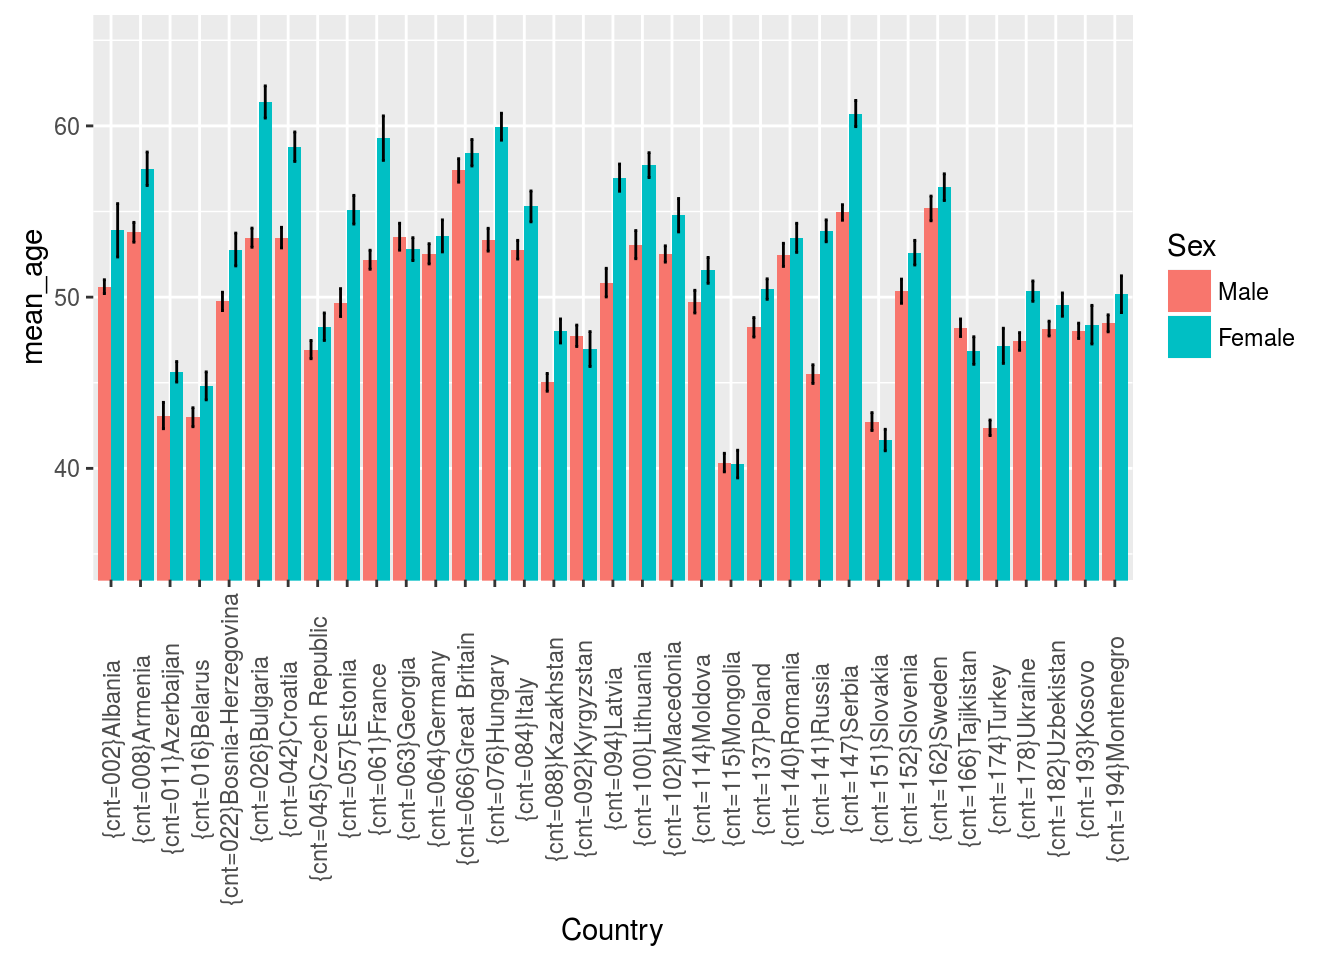 60
50
40
mean_age
Sex
Male
Female
{cnt=002}Albania
{cnt=008}Armenia
{cnt=011}Azerbaijan
{cnt=016}Belarus
{cnt=022}Bosnia-Herzegovina
{cnt=026}Bulgaria
{cnt=042}Croatia
{cnt=045}Czech Republic
{cnt=057}Estonia
{cnt=061}France
{cnt=063}Georgia
{cnt=064}Germany
{cnt=066}Great Britain
{cnt=076}Hungary
{cnt=084}Italy
{cnt=088}Kazakhstan
{cnt=092}Kyrgyzstan
{cnt=094}Latvia
{cnt=100}Lithuania
{cnt=102}Macedonia
{cnt=114}Moldova
{cnt=115}Mongolia
{cnt=137}Poland
{cnt=140}Romania
{cnt=141}Russia
{cnt=147}Serbia
{cnt=151}Slovakia
{cnt=152}Slovenia
{cnt=162}Sweden
{cnt=166}Tajikistan
{cnt=174}Turkey
{cnt=178}Ukraine
{cnt=182}Uzbekistan
{cnt=193}Kosovo
{cnt=194}Montenegro
Country